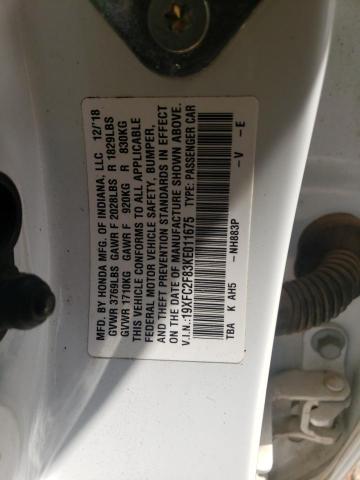 MFD. BY HONDA MFG. OF INDIANA, LLC 12/'18
GVWR 3769LBS GAWR F 2028LBS R 1829LBS
GVWR 1710KG GAWR F 920KG R 830KG
THIS VEHICLE CONFORMS TO ALL APPLICABLE
FEDERAL MOTOR VEHICLE SAFETY, BUMPER,
AND THEFT PREVENTION STANDARDS IN EFFECT
ON THE DATE OF MANUFACTURE SHOWN ABOVE.
V.I.N.:19XFC2F83KE011675 TYPE: PASSENGER CAR
-NH883P -V -E
TBA K AH5